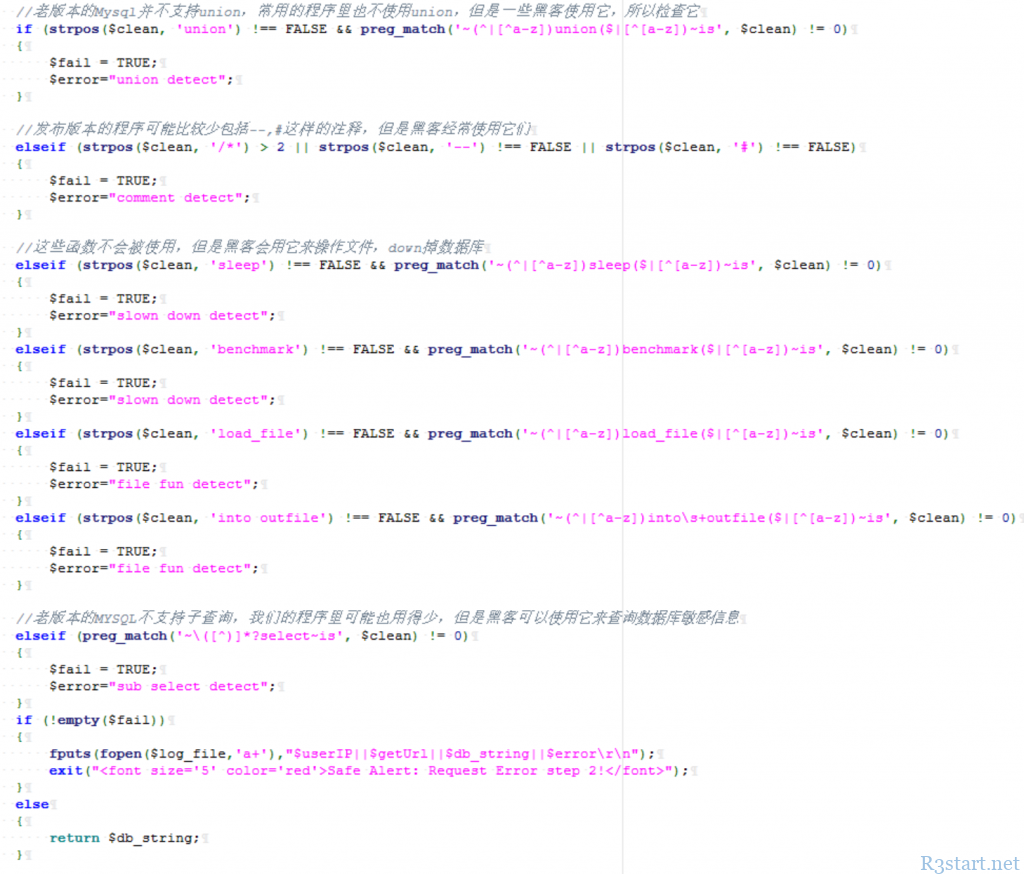 //老版本的Mysql并不支持union，常用的程序里也不使用union，但是一些黑客使用它，所以检查它
if (strpos($clean, 'union') !== FALSE && preg_match('~(^|[^a-z])union($|[^[a-z])~is', $clean) != 0)
{
$fail = TRUE;
$error="union detect";
}
//发布版本的程序可能比较少包括--,#这样的注释，但是黑客经常使用它们
elseif (strpos($clean, '/*') > 2 || strpos($clean, '--') !== FALSE || strpos($clean, '#') !== FALSE)
{
$fail = TRUE;
$error="comment detect";
}
//这些函数不会被使用，但是黑客会用它来操作文件，down掉数据库
elseif (strpos($clean, 'sleep') !== FALSE && preg_match('~(^|[^a-z])sleep($|[^[a-z])~is', $clean) != 0)
{
$fail = TRUE;
$error="slown down detect";
}
elseif (strpos($clean, 'benchmark') !== FALSE && preg_match('~(^|[^a-z])benchmark($|[^[a-z])~is', $clean) != 0)
{
$fail = TRUE;
$error="slown down detect";
}
elseif (strpos($clean, 'load_file') !== FALSE && preg_match('~(^|[^a-z])load_file($|[^[a-z])~is', $clean) != 0)
{
$fail = TRUE;
$error="file fun detect";
}
elseif (strpos($clean, 'into outfile') !== FALSE && preg_match('~(^|[^a-z])into\s+outfile($|[^[a-z])~is', $clean) != 0)
{
$fail = TRUE;
$error="file fun detect";
}
//老版本的MYSQL不支持子查询，我们的程序里可能也用得少，但是黑客可以使用它来查询数据库敏感信息
elseif (preg_match('~\([^)]*?select~is', $clean) != 0)
{
$fail = TRUE;
$error="sub select detect";
}
if (!empty($fail))
{
fputs(fopen($log_file,'a+'),"$userIP||$getUrl||$db_string||$error\r\n");
exit("<font size='5' color='red'>Safe Alert: Request Error step 2!</font>");
}
else
{
return $db_string;
}
R3start.net